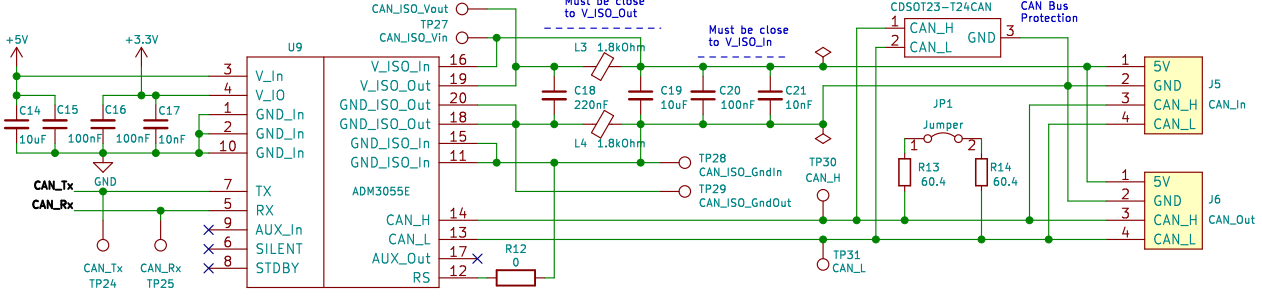 Must be close
to V_ISO_Out
CAN_ISO_Vout
TP27
CAN_ISO_Vin
Must be close
to V_ISO_In
CDSOT23-T24CAN
1 CAN_H
2 CAN_L
GND 3
CAN Bus
Protection
+5V
+3.3V
C14
10uF
C15
100nF
C16
100nF
C17
10nF
GND
U9
3 V_In
4 V_IO
1 GND_In
2 GND_In
10 GND_In
7 TX
5 RX
9 AUX_In
6 SILENT
8 STDBY
V_ISO_In 16
V_ISO_Out 19
GND_ISO_Out 20
GND_ISO_Out 18
GND_ISO_In 15
GND_ISO_In 11
ADM3055E
CAN_H 14
CAN_L 13
AUX_Out 17
RS 12
CAN_Tx
CAN_Rx
CAN_Tx
TP24
CAN_Rx
TP25
L3 1.8kOhm
C18
220nF
L4 1.8kOhm
C19
10uF
C20
100nF
C21
10nF
TP28
CAN_ISO_GndIn
TP29
CAN_ISO_GndOut
R12
0
TP30
CAN_H
TP31
CAN_L
JP1
Jumper
1 2
R13
60.4
R14
60.4
1 5V
2 GND
3 CAN_H
4 CAN_L
J5
CAN_In
1 5V
2 GND
3 CAN_H
4 CAN_L
J6
CAN_Out